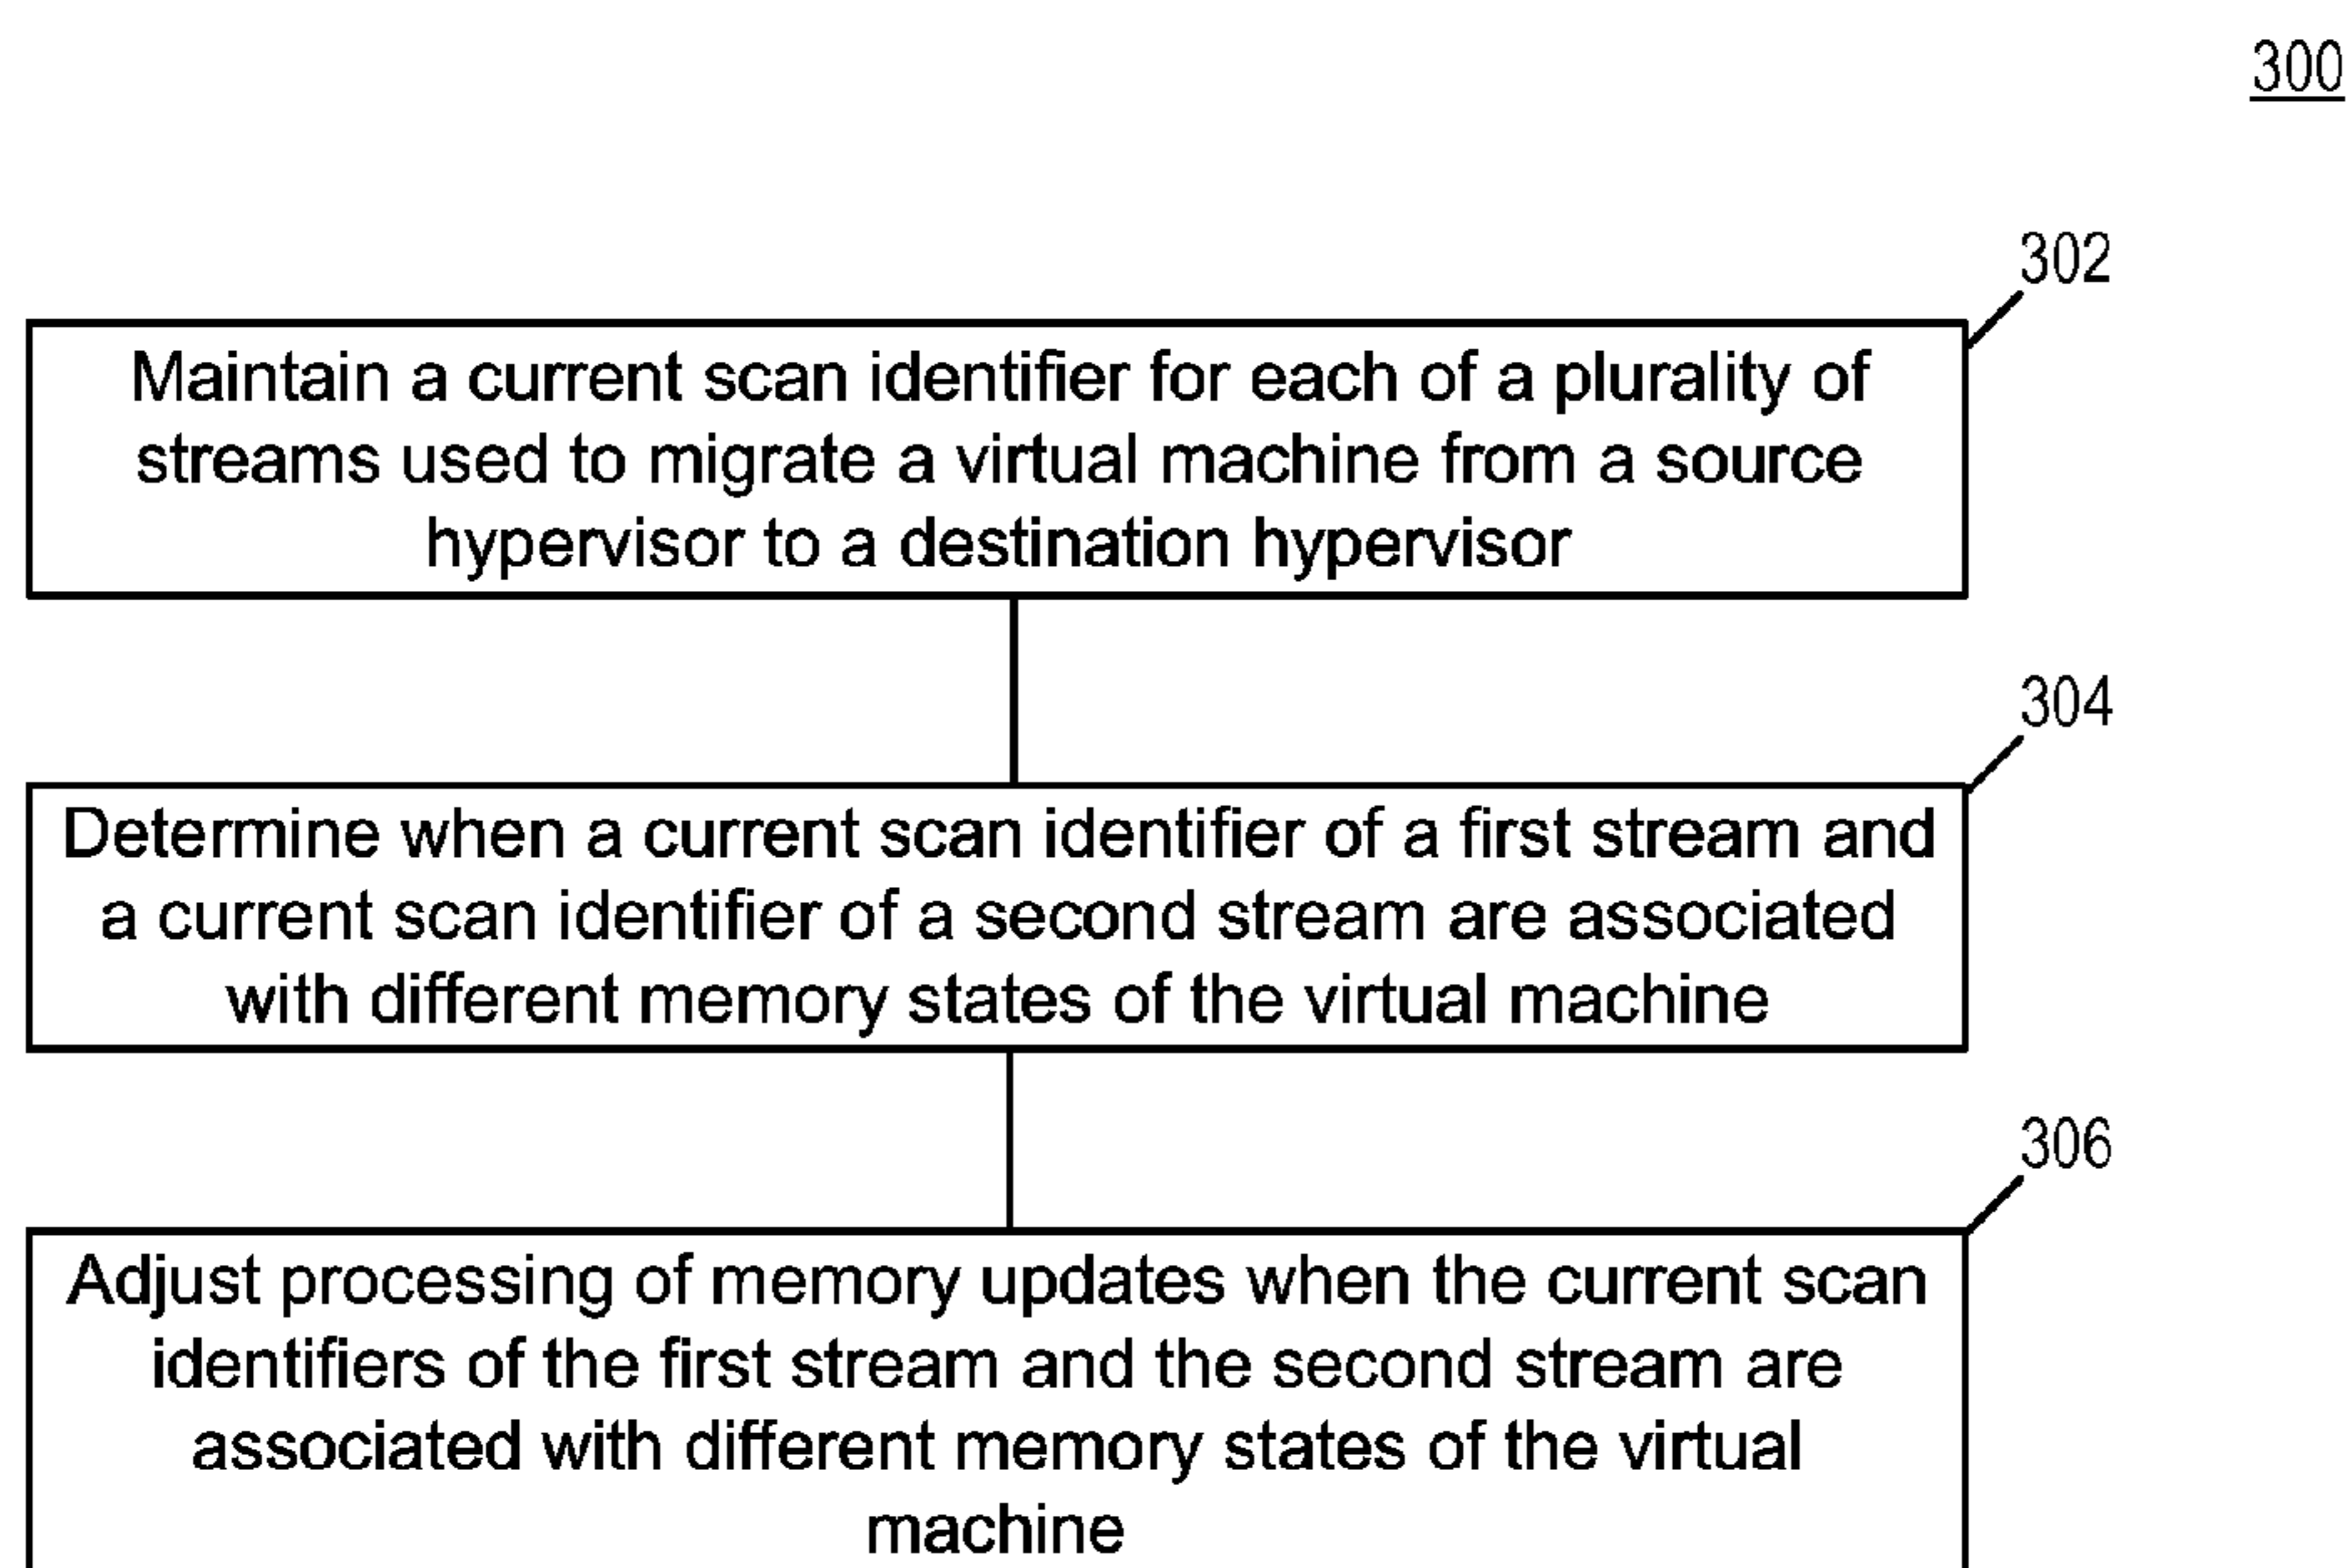 300
302
Maintain a current scan identifier for each of a plurality of
streams used to migrate a virtual machine from a source
hypervisor to a destination hypervisor
304
Determine when a current scan identifier of a first stream and
a current scan identifier of a second stream are associated
with different memory states of the virtual machine
306
Adjust processing of memory updates when the current scan
identifiers of the first stream and the second stream are
associated with different memory states of the virtual
machine